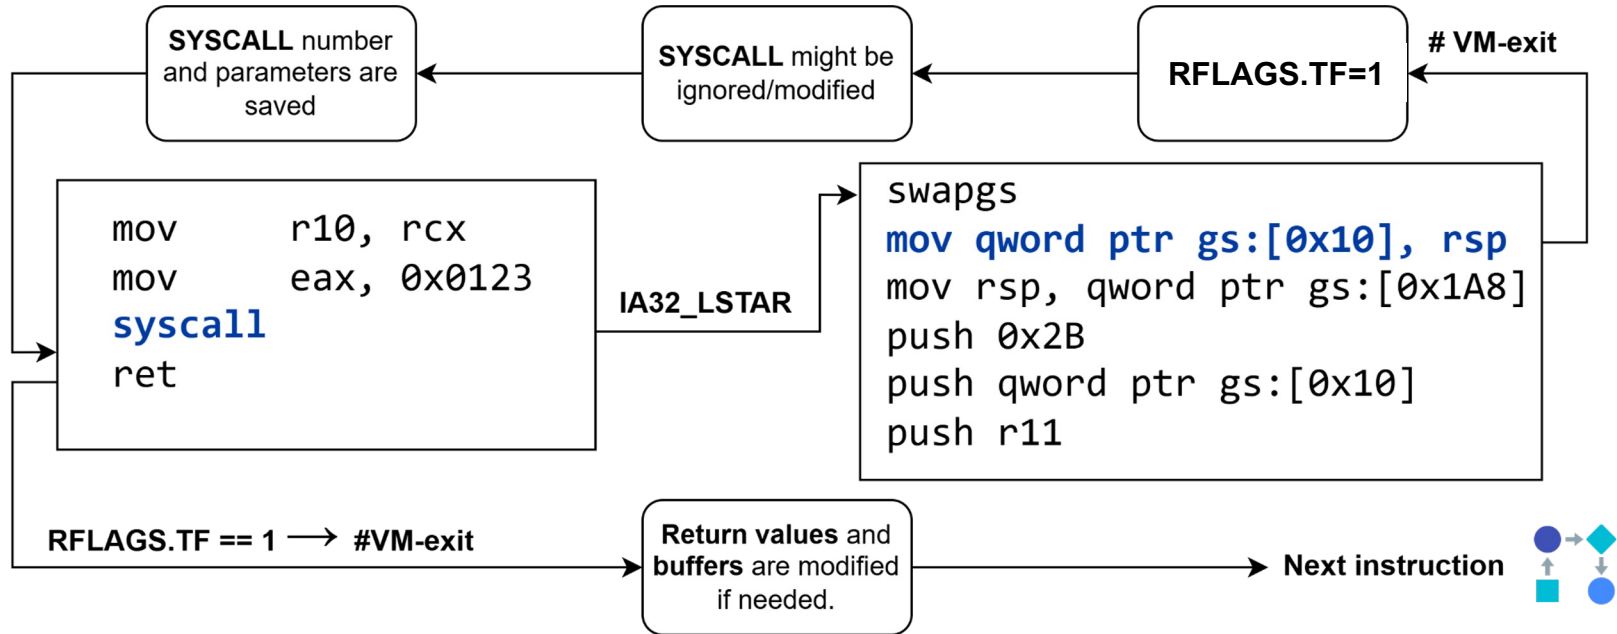 SYSCALL number
and parameters are
saved
SYSCALL might be
ignored/modified
RFLAGS.TF=1
# VM-exit
mov r10, rcx
mov eax, 0x0123
syscall
ret
IA32_LSTAR
swapgs
mov qword ptr gs:[0x10], rsp
mov rsp, qword ptr gs:[0x1A8]
push 0x2B
push qword ptr gs:[0x10]
push r11
RFLAGS.TF == 1 → #VM-exit
Return values and
buffers are modified
if needed.
Next instruction